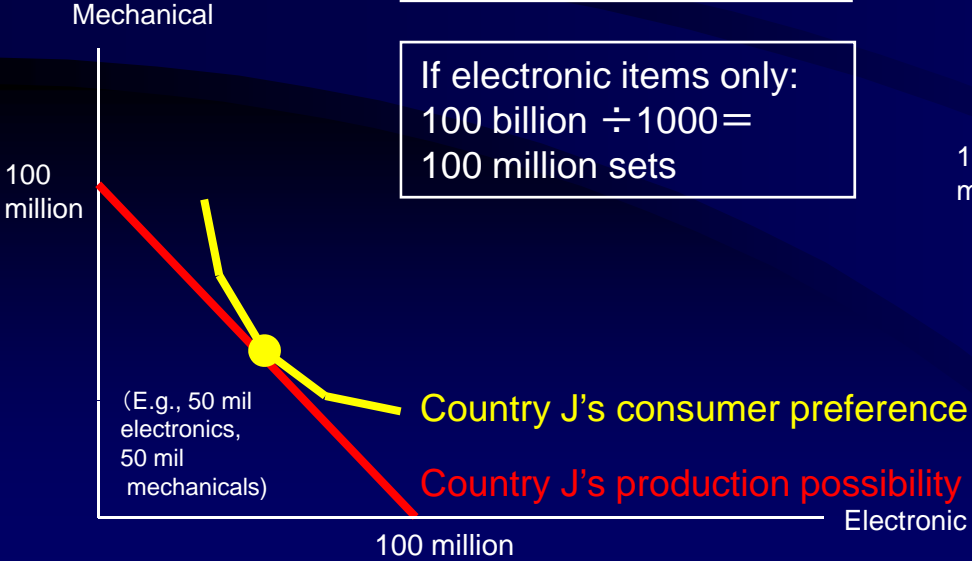 Mechanical
If electronic items only:
100 billion ÷1000＝
100 million sets
100
million
（E.g., 50 mil
electronics,
50 mil
mechanicals)
Country J's consumer preference
Country J's production possibility
Electronic
100 million